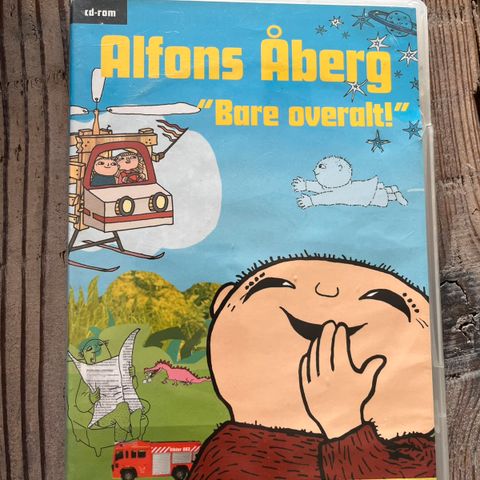 cd-rom
Alfons Åberg
"Bare overalt!"